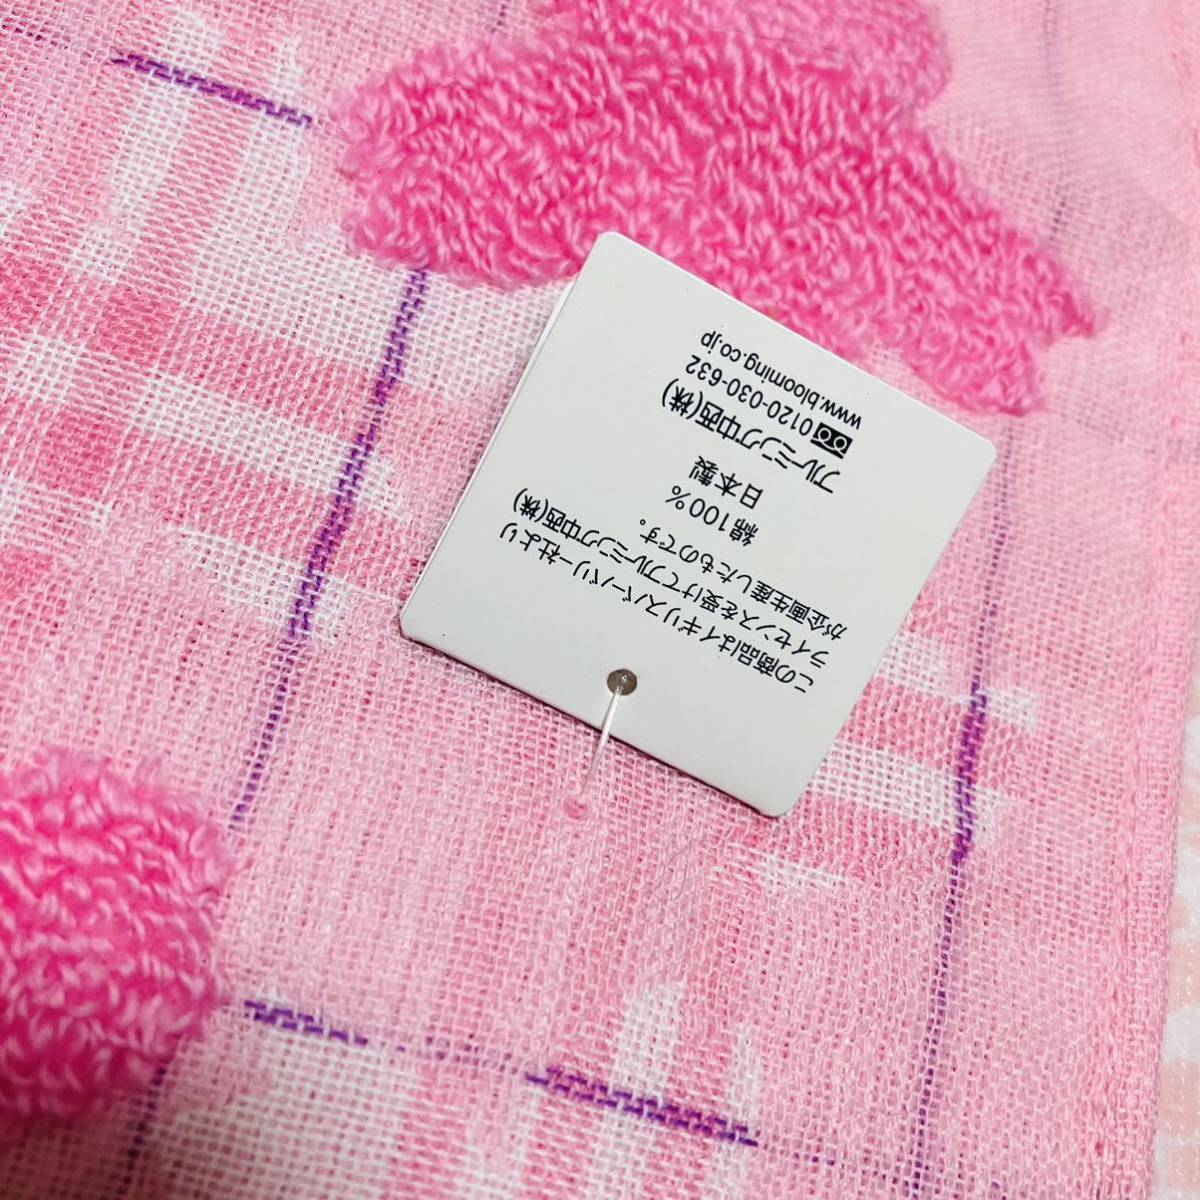 この商品はイギリスバーバリー社より
ライセンスを受けてブルーミング中西(株)
が企画生産したものです。
綿100%
日本製
ブルーミング中西(株)
0120-030-632
www.blooming.co.jp